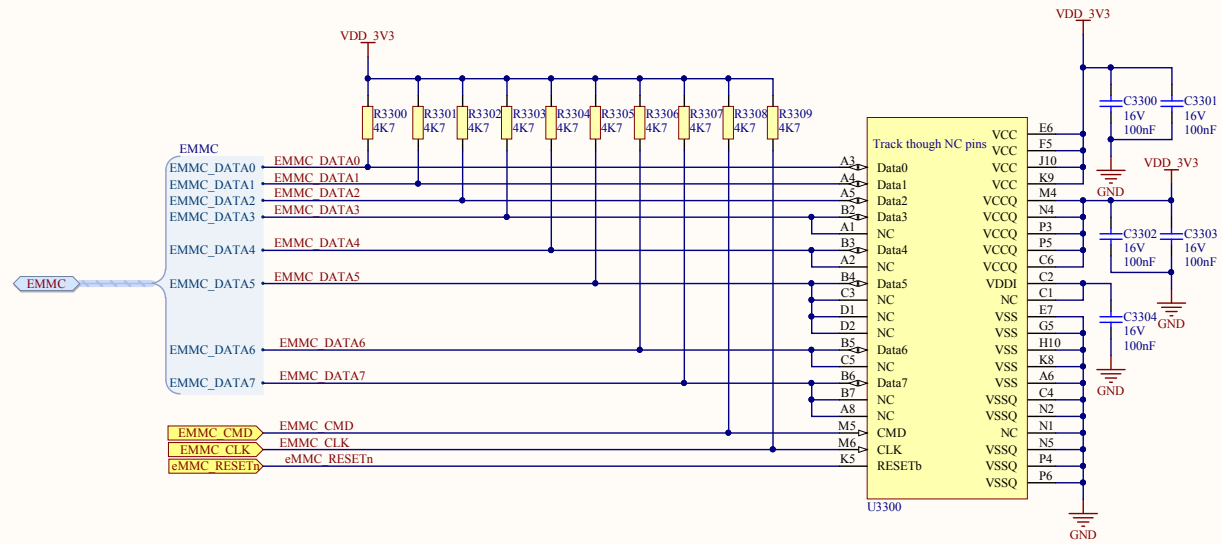 VDD_3V3
VDD_3V3
R3300 R3301 R3302 R3303 R3304 R3305 R3306 R3307 R3308 R3309
4K7 4K7 4K7 4K7 4K7 4K7 4K7 4K7 4K7 4K7
C3300 C3301
16V 16V
100nF 100nF
GND
VDD_3V3
C3302 C3303
16V 16V
100nF 100nF
GND
C3304
16V
100nF
GND
EMMC
EMMC
EMMC_DATA0 EMMC_DATA0
EMMC_DATA1 EMMC_DATA1
EMMC_DATA2 EMMC_DATA2
EMMC_DATA3 EMMC_DATA3
EMMC_DATA4 EMMC_DATA4
EMMC_DATA5 EMMC_DATA5
EMMC_DATA6 EMMC_DATA6
EMMC_DATA7 EMMC_DATA7
EMMC_CMD EMMC_CMD
EMMC_CLK EMMC_CLK
eMMC_RESETn eMMC_RESETn
Track though NC pins
A3 Data0
A4 Data1
A5 Data2
B2 Data3
A1 NC
B3 Data4
A2 NC
B4 Data5
C3 NC
D1 NC
D2 NC
B5 Data6
C5 NC
B6 Data7
B7 NC
A8 NC
M5 CMD
M6 CLK
K5 RESETb
VCC E6
VCC F5
VCC J10
VCC K9
VCCQ M4
VCCQ N4
VCCQ P3
VCCQ P5
VCCQ C6
VDDI C2
NC C1
VSS E7
VSS G5
VSS H10
VSS K8
VSS A6
VSSQ C4
VSSQ N2
NC N1
VSSQ N5
VSSQ P4
VSSQ P6
U3300
GND